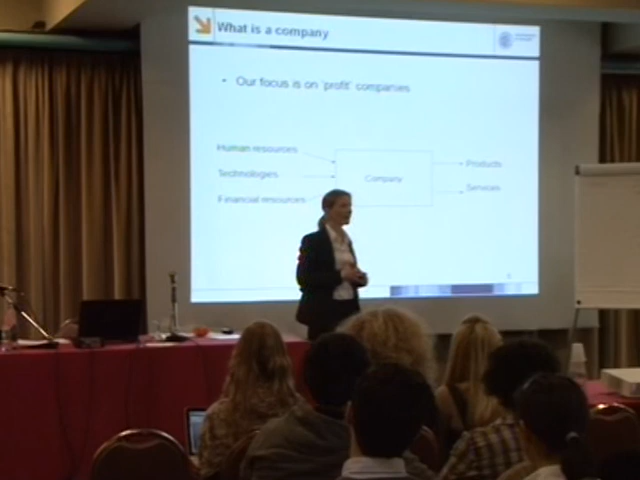 What is a company
• Our focus is on 'profit' companies
Human resources
Technologies
Financial resources
Company
Products
Services